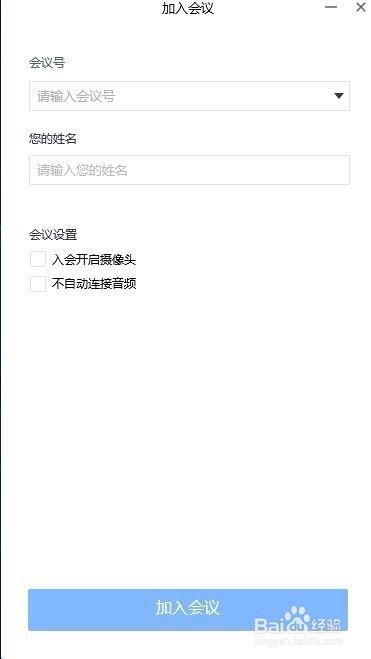 加入会议
会议号
请输入会议号
您的姓名
请输入您的姓名
会议设置
入会开启摄像头
不自动连接音频
加入会议
Baidu经验
jingyan.baidu.com